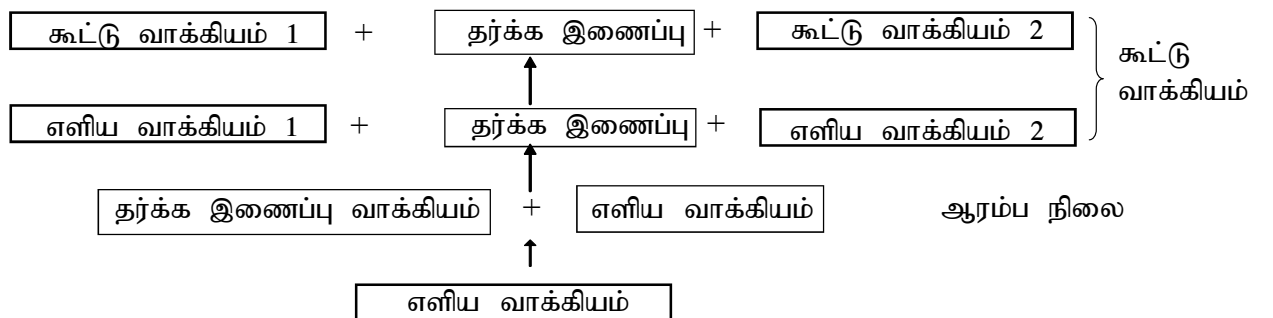 கூட்டு வாக்கியம் 1 + தர்க்க இணைப்பு + கூட்டு வாக்கியம் 2
கூட்டு
வாக்கியம்
எளிய வாக்கியம் 1 + தர்க்க இணைப்பு + எளிய வாக்கியம் 2
தர்க்க இணைப்பு வாக்கியம் + எளிய வாக்கியம் ஆரம்ப நிலை
எளிய வாக்கியம்